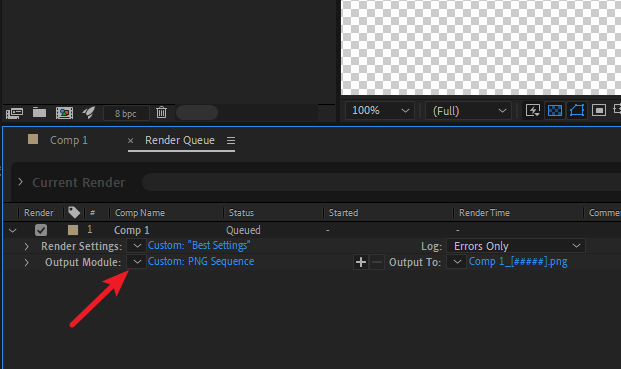 8 bpc
100%
(Full)
Comp 1
× Render Queue
Current Render
Render # Comp Name Status Started Render Time Comme
1 Comp 1 Queued - -
Render Settings: Custom: "Best Settings" Log: Errors Only
Output Module: Custom: PNG Sequence + − Output To: Comp 1_[#####].png